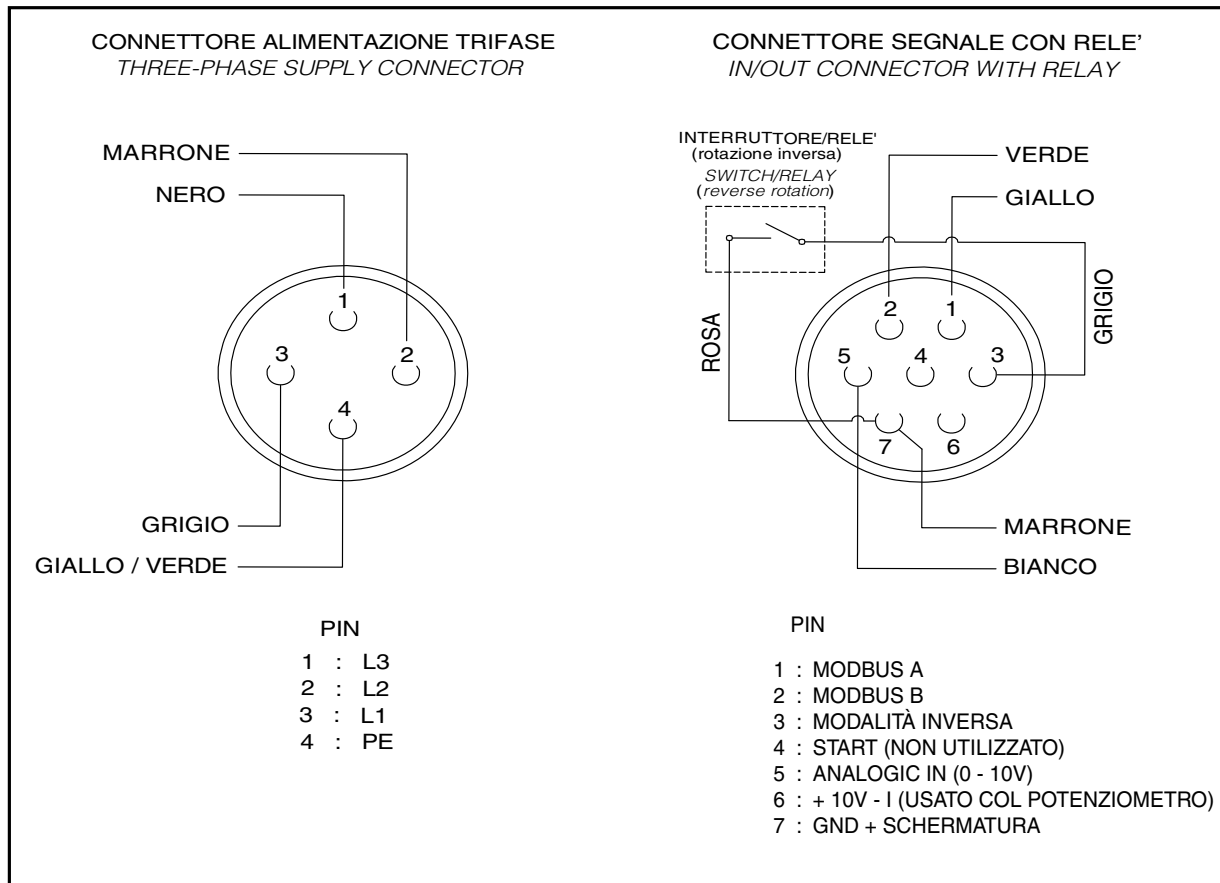 CONNETTORE ALIMENTAZIONE TRIFASE
THREE-PHASE SUPPLY CONNECTOR
MARRONE
NERO
1
3
2
4
GRIGIO
GIALLO / VERDE
PIN
1 : L3
2 : L2
3 : L1
4 : PE
CONNETTORE SEGNALE CON RELE'
IN/OUT CONNECTOR WITH RELAY
INTERRUTTORE/RELE'
(rotazione inversa)
SWITCH/RELAY
(reverse rotation)
VERDE
GIALLO
ROSA
GRIGIO
2
1
5
4
3
7
6
MARRONE
BIANCO
PIN
1 : MODBUS A
2 : MODBUS B
3 : MODALITÀ INVERSA
4 : START (NON UTILIZZATO)
5 : ANALOGIC IN (0 - 10V)
6 : + 10V - I (USATO COL POTENZIOMETRO)
7 : GND + SCHERMATURA